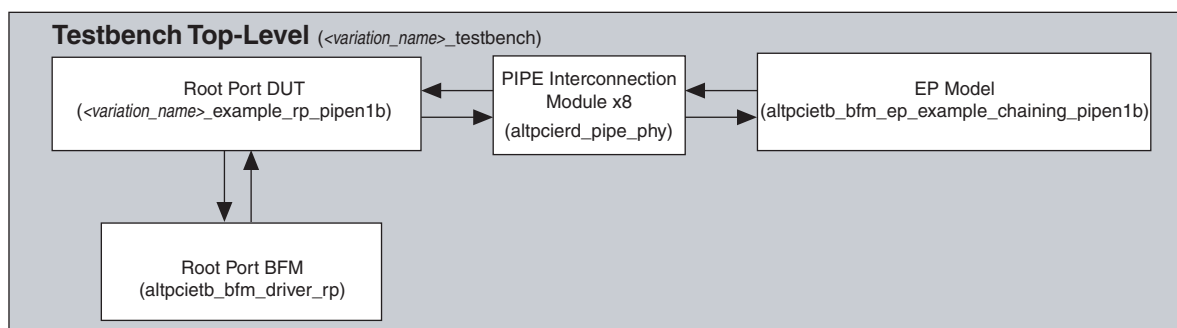 Testbench Top-Level (<variation_name>_testbench)
Root Port DUT
(<variation_name>_example_rp_pipen1b)
PIPE Interconnection
Module x8
(altpcierd_pipe_phy)
EP Model
(altpcietb_bfm_ep_example_chaining_pipen1b)
Root Port BFM
(altpcietb_bfm_driver_rp)